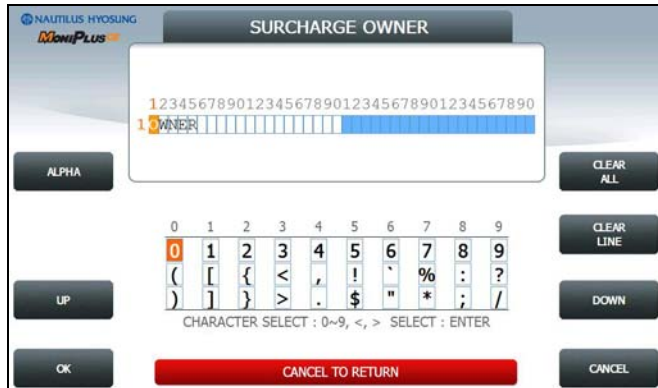 NAUTILUS HYOSUNG
MoniPlus CE
SURCHARGE OWNER
1234567890123456789012345678901234567890
1 OWNER
ALPHA
CLEAR ALL
0 1 2 3 4 5 6 7 8 9
0 1 2 3 4 5 6 7 8 9
( [ { < , ! ` % : ?
) ] } > . $ " * ; /
CLEAR LINE
UP
DOWN
CHARACTER SELECT : 0~9, <, > SELECT : ENTER
OK
CANCEL TO RETURN
CANCEL